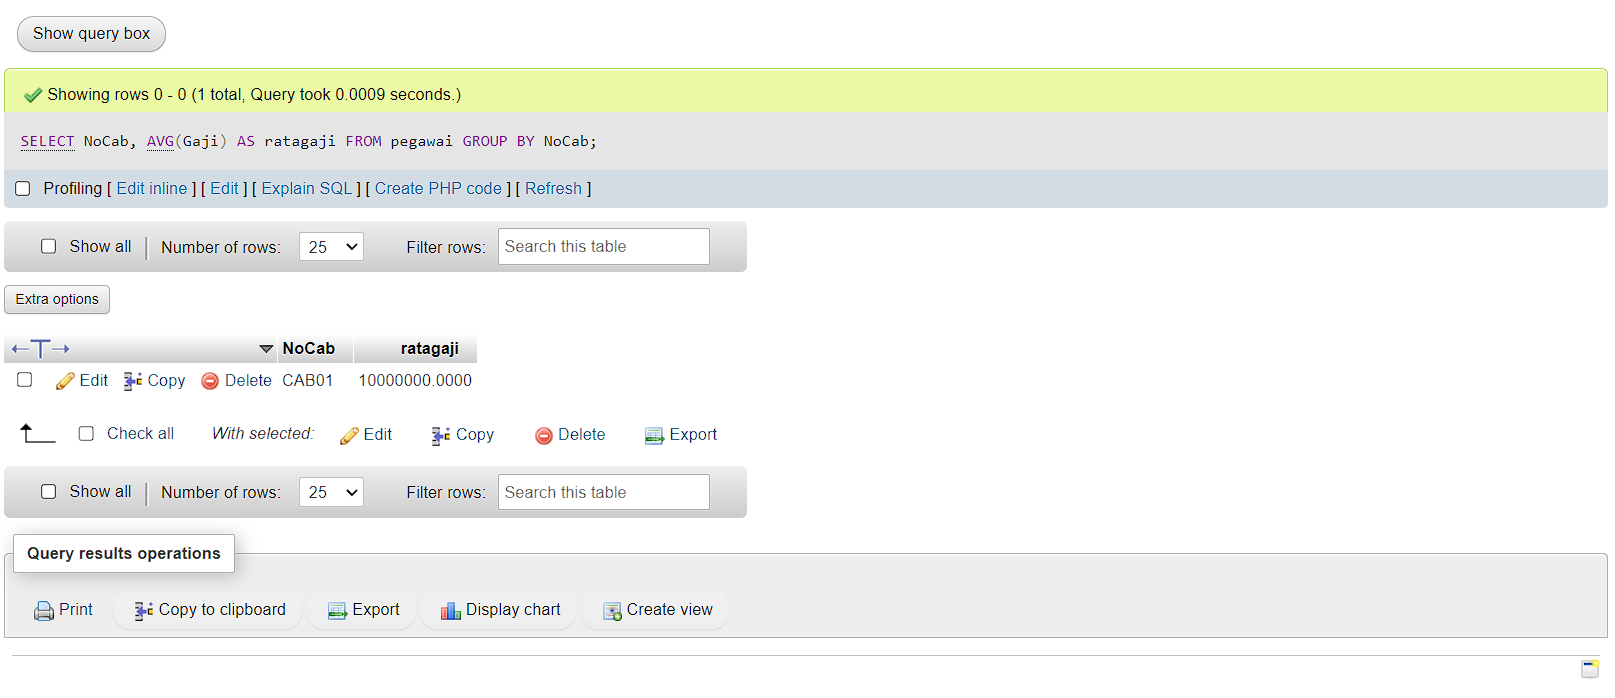 Show query box
Showing rows 0 - 0 (1 total, Query took 0.0009 seconds.)
SELECT NoCab, AVG(Gaji) AS ratagaji FROM pegawai GROUP BY NoCab;
Profiling [ Edit inline ] [ Edit ] [ Explain SQL ] [ Create PHP code ] [ Refresh ]
Show all Number of rows: 25 Filter rows: Search this table
Extra options
NoCab ratagaji
Edit Copy Delete CAB01 10000000.0000
Check all With selected: Edit Copy Delete Export
Show all Number of rows: 25 Filter rows: Search this table
Query results operations
Print Copy to clipboard Export Display chart Create view